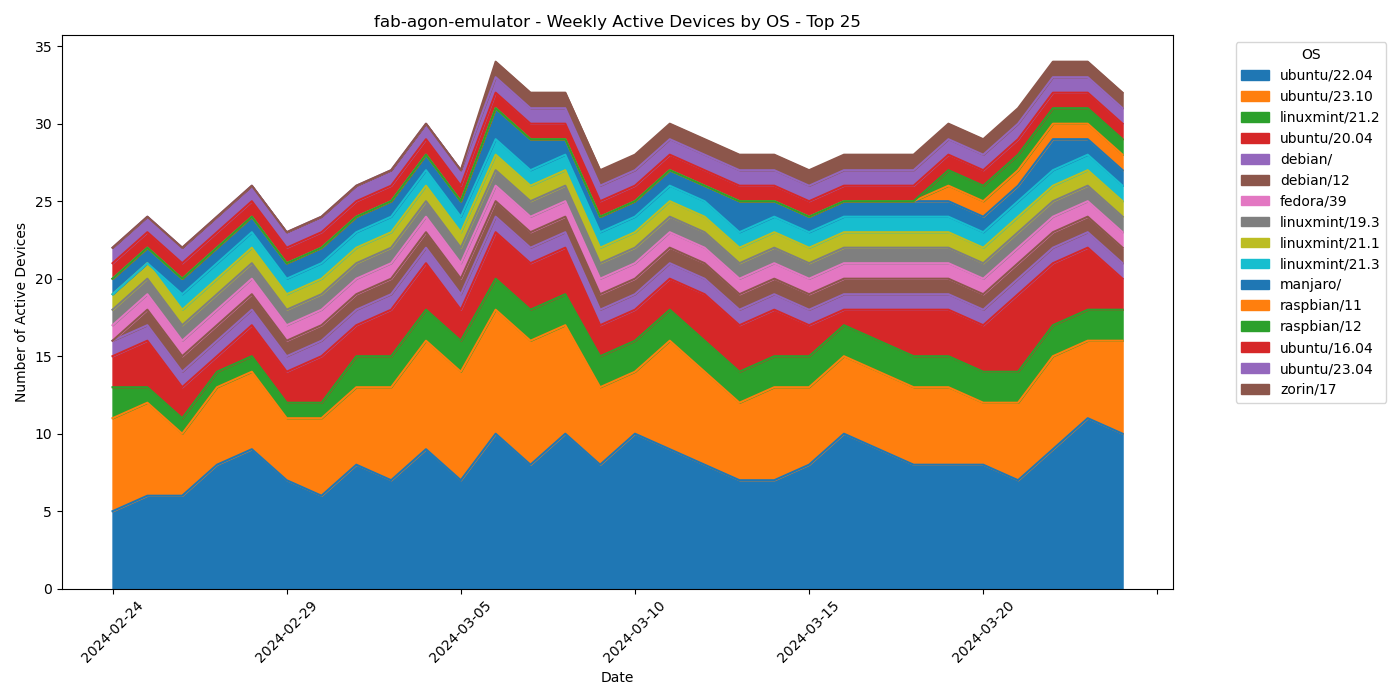 fab-agon-emulator - Weekly Active Devices by OS - Top 25
Number of Active Devices
35
30
25
20
15
10
5
0
2024-02-24
2024-02-29
2024-03-05
2024-03-10
2024-03-15
2024-03-20
Date
OS
ubuntu/22.04
ubuntu/23.10
linuxmint/21.2
ubuntu/20.04
debian/
debian/12
fedora/39
linuxmint/19.3
linuxmint/21.1
linuxmint/21.3
manjaro/
raspbian/11
raspbian/12
ubuntu/16.04
ubuntu/23.04
zorin/17